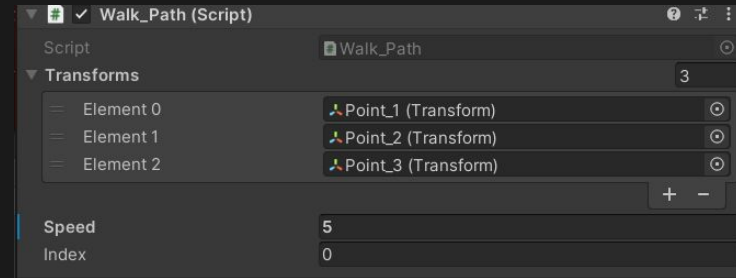 # Walk_Path (Script)
Script #Walk_Path
Transforms 3
Element 0 Point_1 (Transform)
Element 1 Point_2 (Transform)
Element 2 Point_3 (Transform)
+ -
Speed 5
Index 0